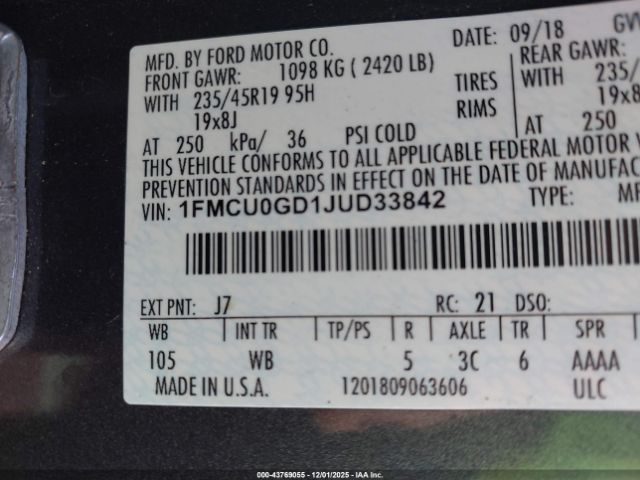 MFD. BY FORD MOTOR CO. DATE: 09/18 GVW
FRONT GAWR: 1098 KG ( 2420 LB) REAR GAWR:
WITH 235/45R19 95H TIRES WITH 235/
19x8J RIMS 19x8
AT 250 kPa/ 36 PSI COLD AT 250
THIS VEHICLE CONFORMS TO ALL APPLICABLE FEDERAL MOTOR
PREVENTION STANDARDS IN EFFECT ON THE DATE OF MANUFAC
VIN: 1FMCU0GD1JUD33842 TYPE: MP
EXT PNT: J7 RC: 21 DSO:
WB INT TR TP/PS R AXLE TR SPR
105 WB 5 3C 6 AAAA
MADE IN U.S.A. 1201809063606 ULC
000-43769055 - 12/01/2025 - IAA Inc.